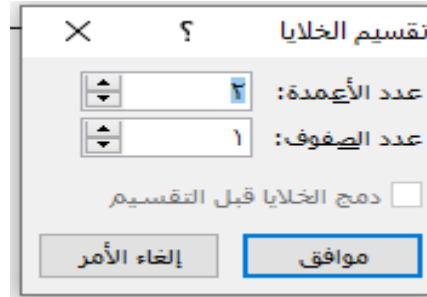 تقسيم الخلايا ؟
عدد الأعمدة: ٢
عدد الصفوف: ١
دمج الخلايا قبل التقسيم
موافق إلغاء الأمر